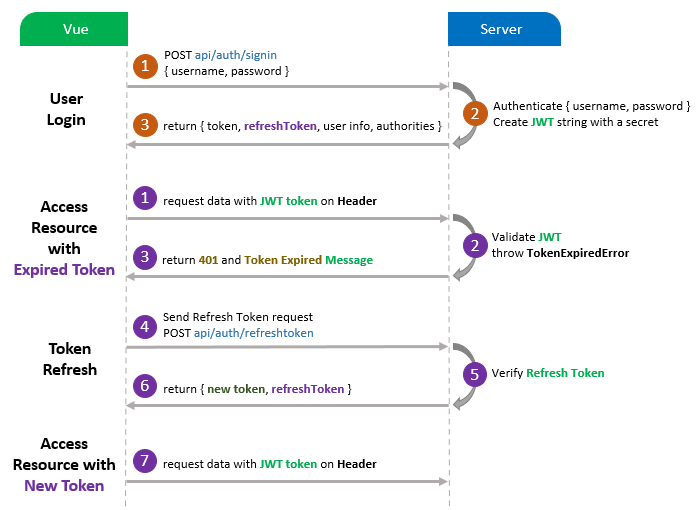 Vue
Server
1
POST api/auth/signin
{ username, password }
User
Login
2
Authenticate { username, password }
Create JWT string with a secret
3
return { token, refreshToken, user info, authorities }
1
request data with JWT token on Header
Access
Resource
with
Expired Token
2
Validate JWT
throw TokenExpiredError
3
return 401 and Token Expired Message
4
Send Refresh Token request
POST api/auth/refreshtoken
Token
Refresh
5
Verify Refresh Token
6
return { new token, refreshToken }
Access
Resource with
New Token
7
request data with JWT token on Header